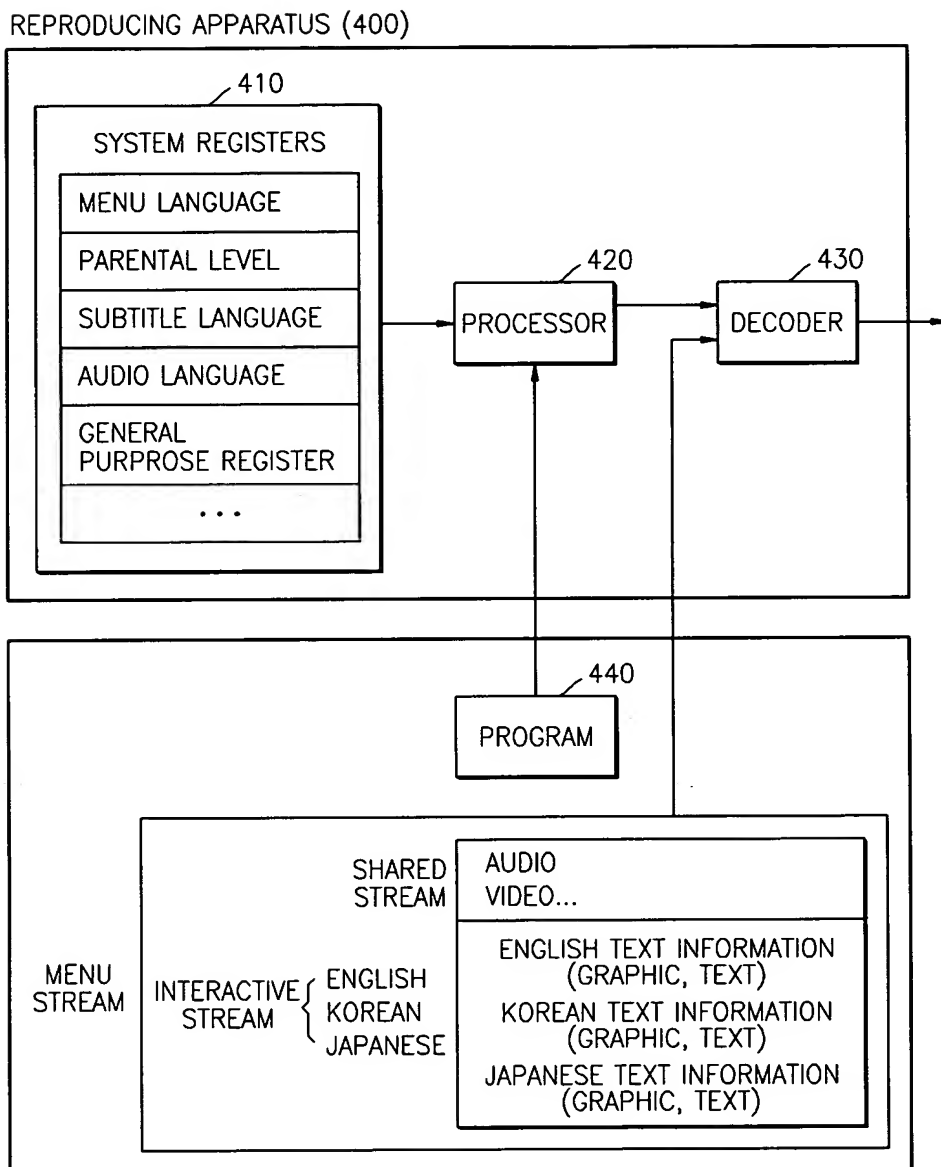 REPRODUCING APPARATUS (400)
410
SYSTEM REGISTERS
MENU LANGUAGE
PARENTAL LEVEL
SUBTITLE LANGUAGE
AUDIO LANGUAGE
GENERAL
PURPROSE REGISTER
...
420
PROCESSOR
430
DECODER
440
PROGRAM
MENU
STREAM
SHARED
STREAM
AUDIO
VIDEO...
INTERACTIVE
STREAM
ENGLISH
KOREAN
JAPANESE
ENGLISH TEXT INFORMATION
(GRAPHIC, TEXT)
KOREAN TEXT INFORMATION
(GRAPHIC, TEXT)
JAPANESE TEXT INFORMATION
(GRAPHIC, TEXT)